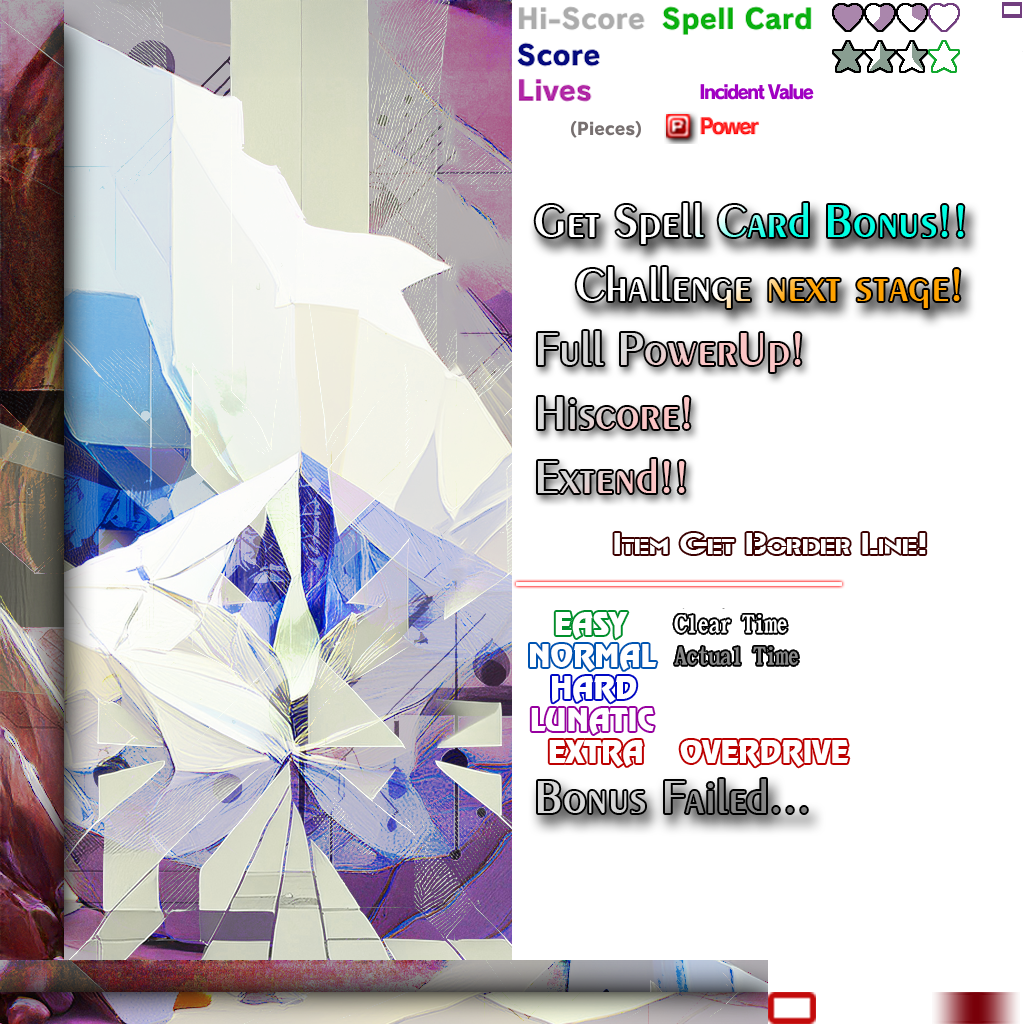 Hi-Score Spell Card
Score
Lives
Incident Value
(Pieces)
P Power
Get Spell Card Bonus!!
Challenge next stage!
Full PowerUp!
Hiscore!
Extend!!
Item Get Border Line!
EASY Clear Time
NORMAL Actual Time
HARD
LUNATIC
EXTRA OVERDRIVE
Bonus Failed...